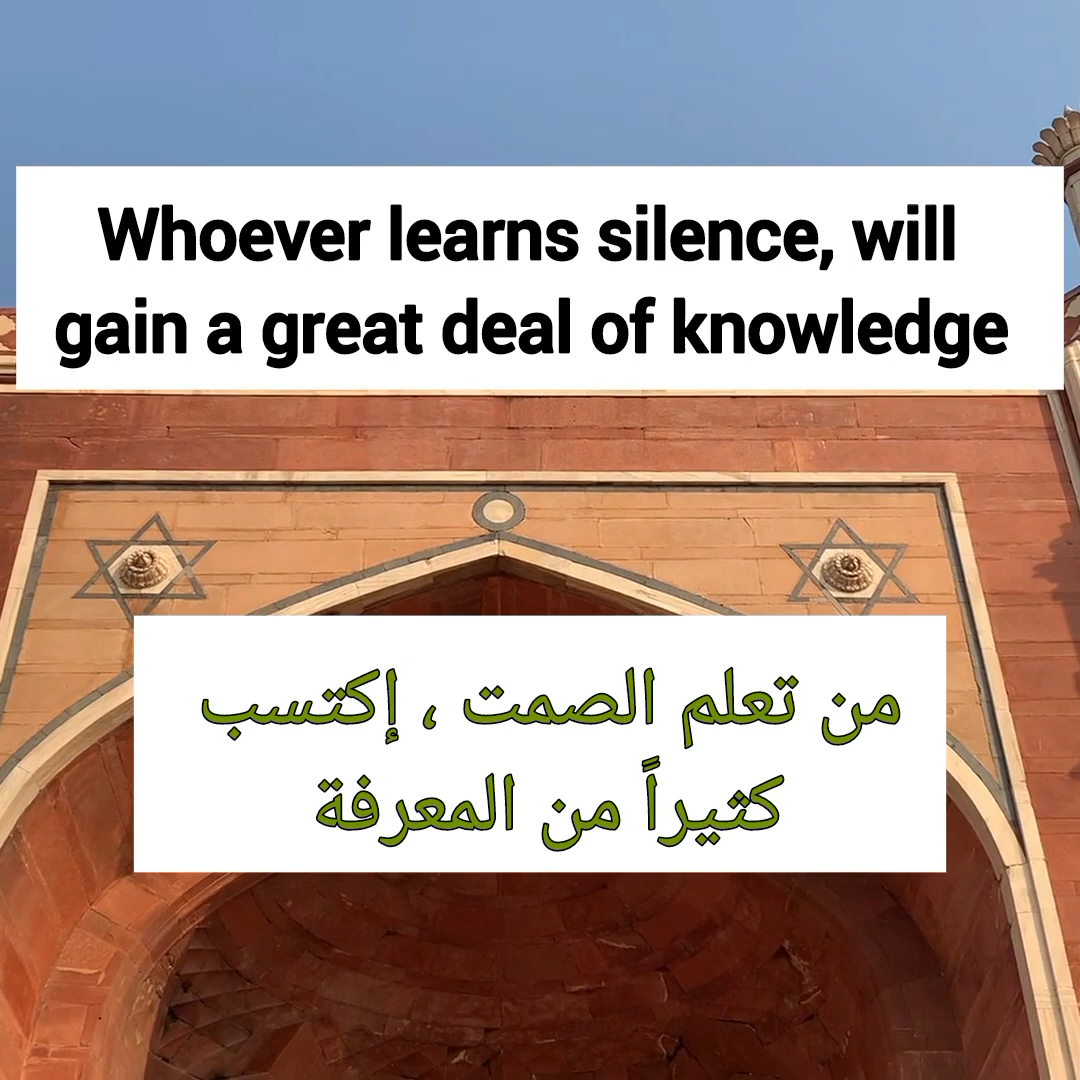 Whoever learns silence, will
gain a great deal of knowledge
من تعلم الصمت ، إكتسب
كثيراً من المعرفة